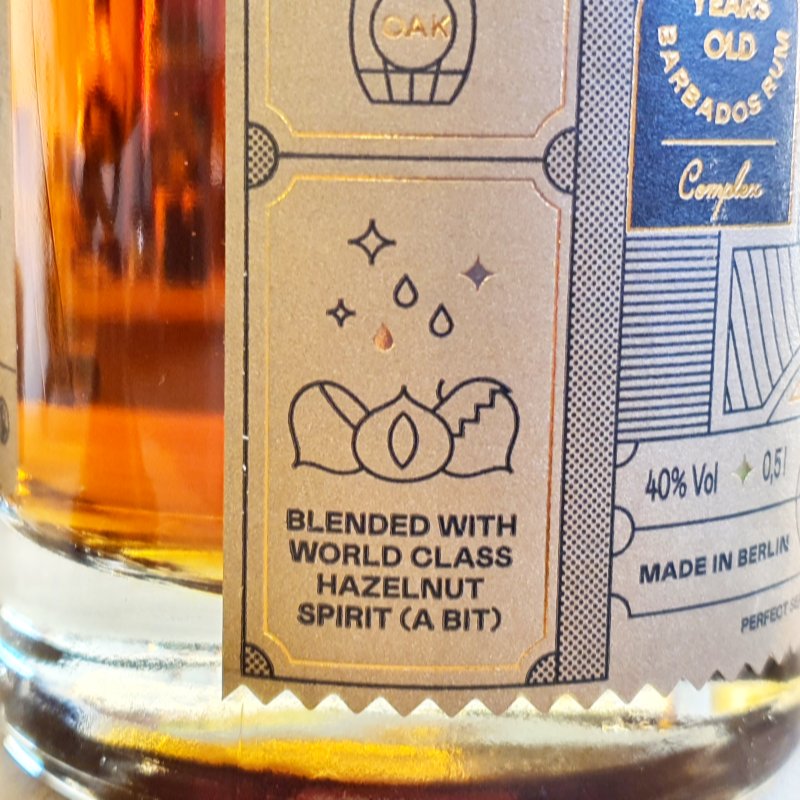 OAK
BLENDED WITH
WORLD CLASS
HAZELNUT
SPIRIT (A BIT)
YEARS
OLD
BARBADOS RUM
Complex
40% Vol 0,5l
MADE IN BERLIN
PERFECT